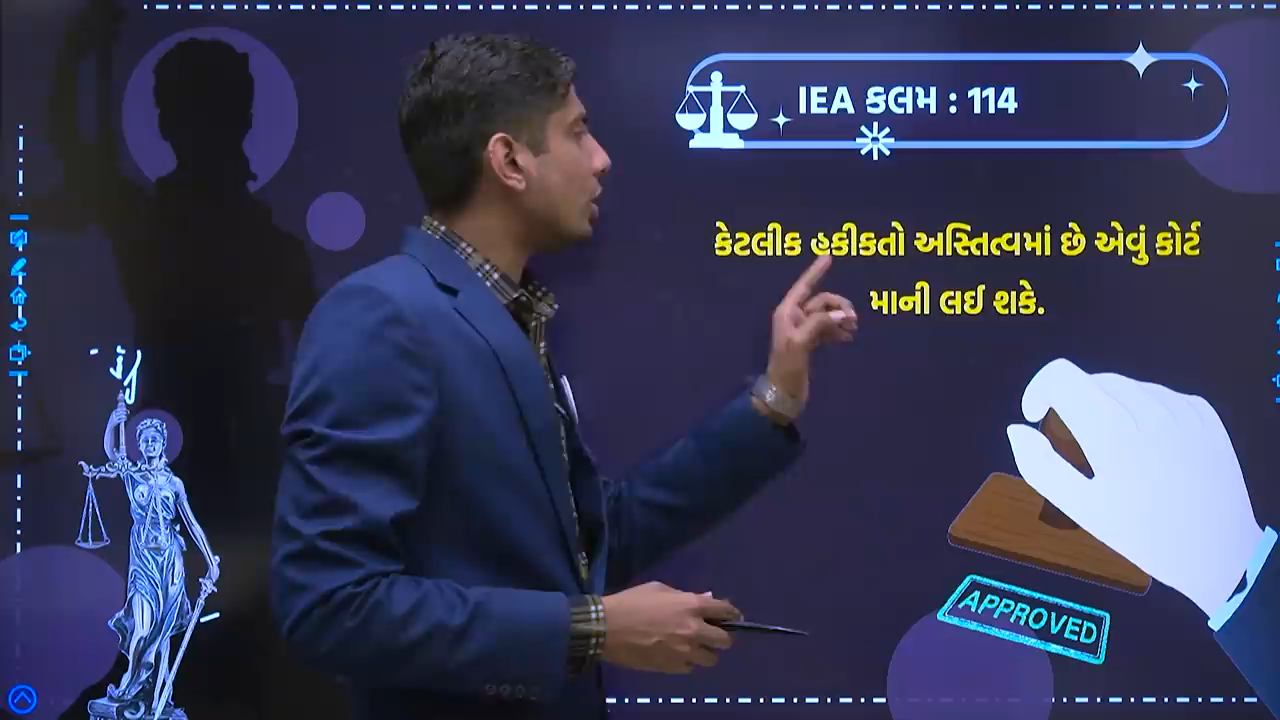 IEA કલમ : 114
કેટલીક હકીકતો અસ્તિત્વમાં છે એવું કોર્ટ
માની લઈ શકે.
APPROVED